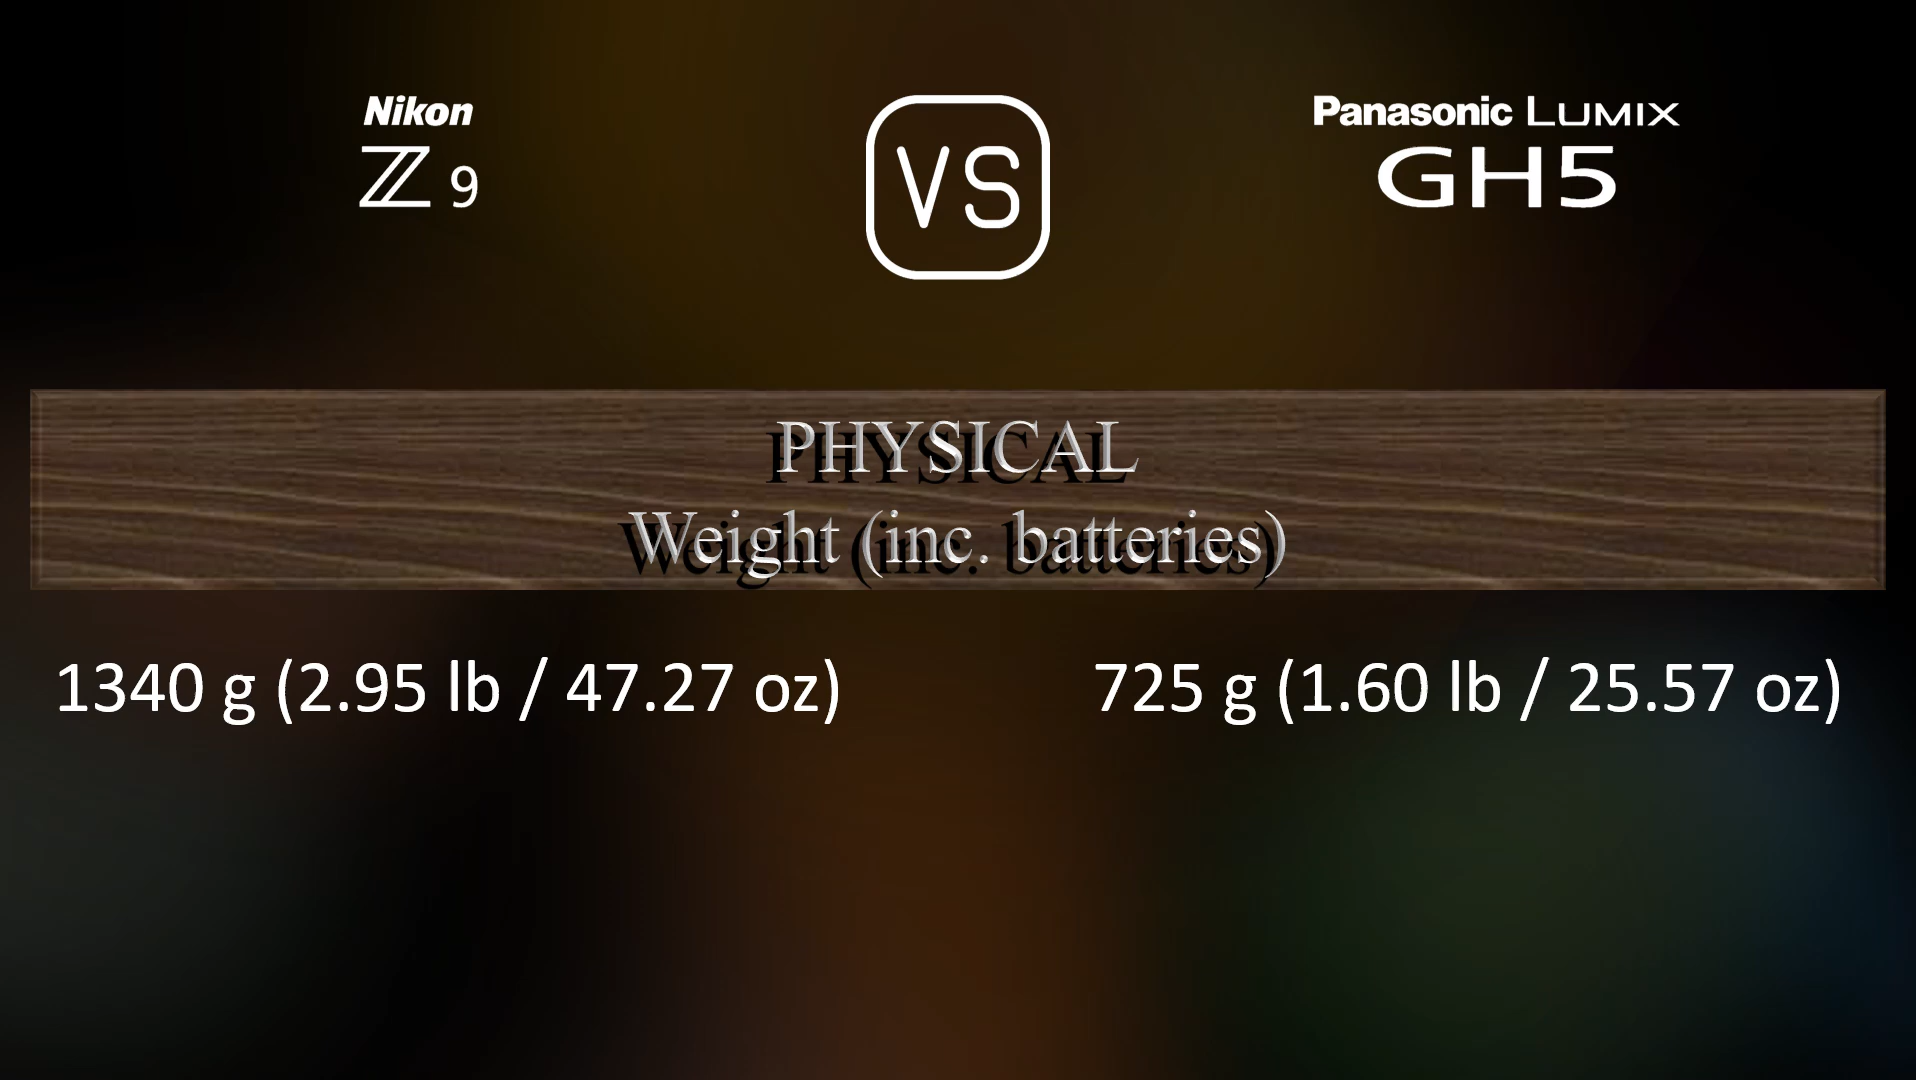 Nikon
Z 9
VS
Panasonic LUMIX
GH5
PHYSICAL
Weight (inc. batteries)
1340 g (2.95 lb / 47.27 oz)
725 g (1.60 lb / 25.57 oz)